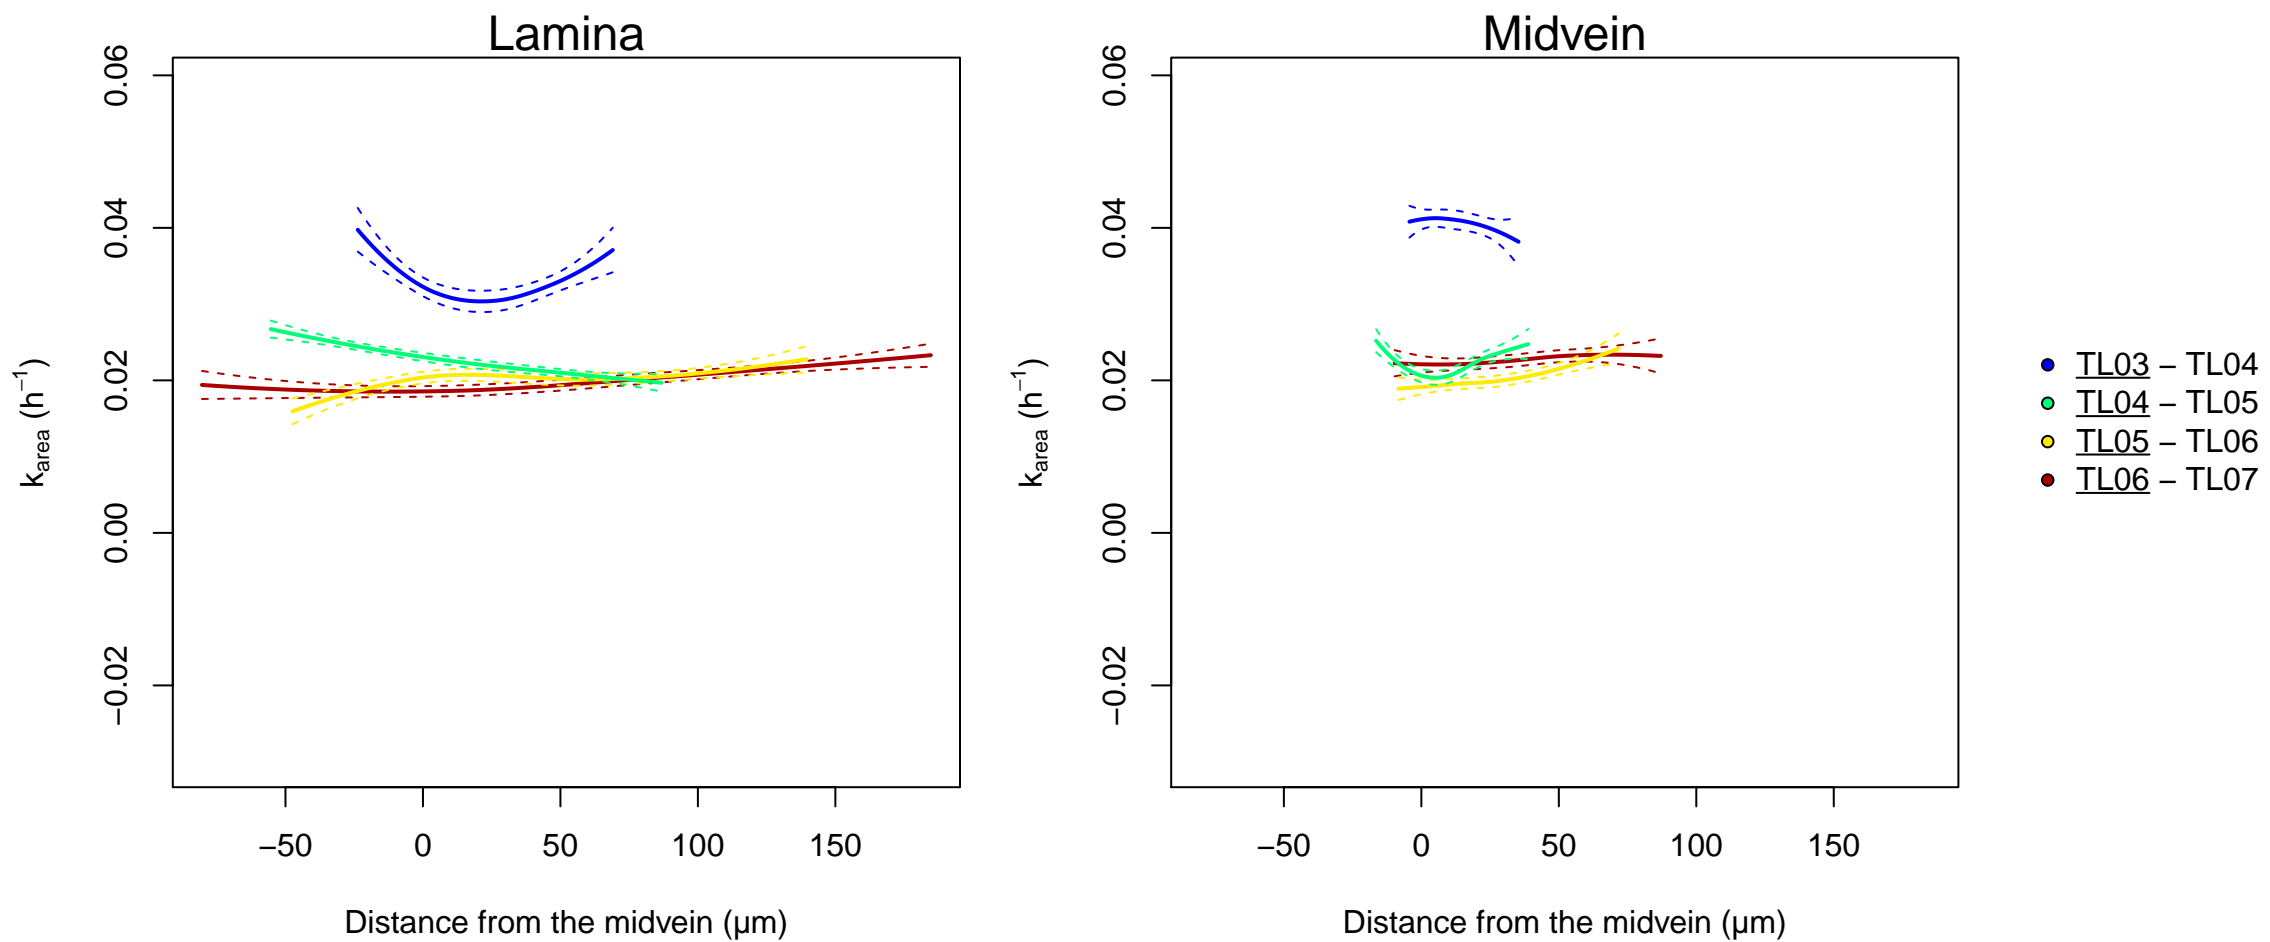 Lamina
Midvein
0.06
0.04
0.02
0.00
−0.02
k_area (h⁻¹)
−50 0 50 100 150
Distance from the midvein (µm)
0.06
0.04
0.02
0.00
−0.02
k_area (h⁻¹)
−50 0 50 100 150
Distance from the midvein (µm)
TL03 – TL04
TL04 – TL05
TL05 – TL06
TL06 – TL07